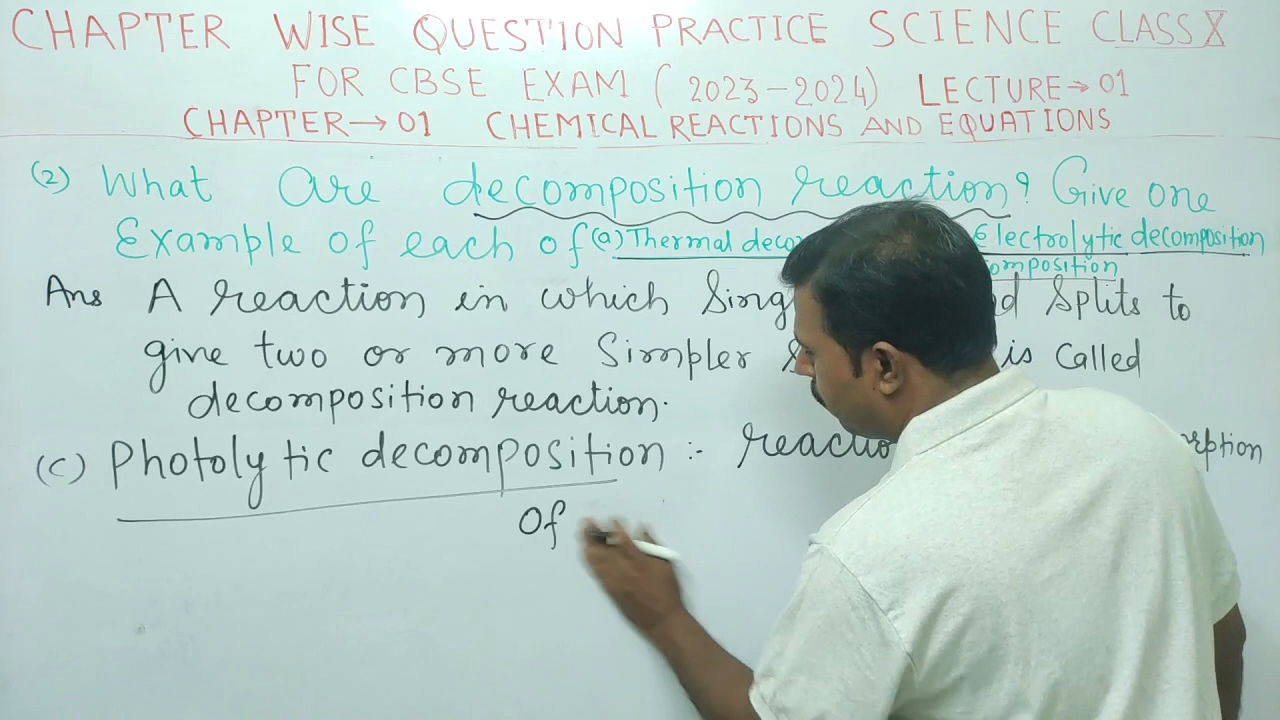 CHAPTER WISE QUESTION PRACTICE SCIENCE CLASS X
FOR CBSE EXAM (2023-2024) LECTURE→01
CHAPTER→01 CHEMICAL REACTIONS AND EQUATIONS
(2) What are decomposition reaction? Give one
Example of each of (a) Thermal Electrolytic decomposition
Ans A reaction in which splits to
give two or more simpler is called
decomposition reaction.
(C) Photolytic decomposition :-
of